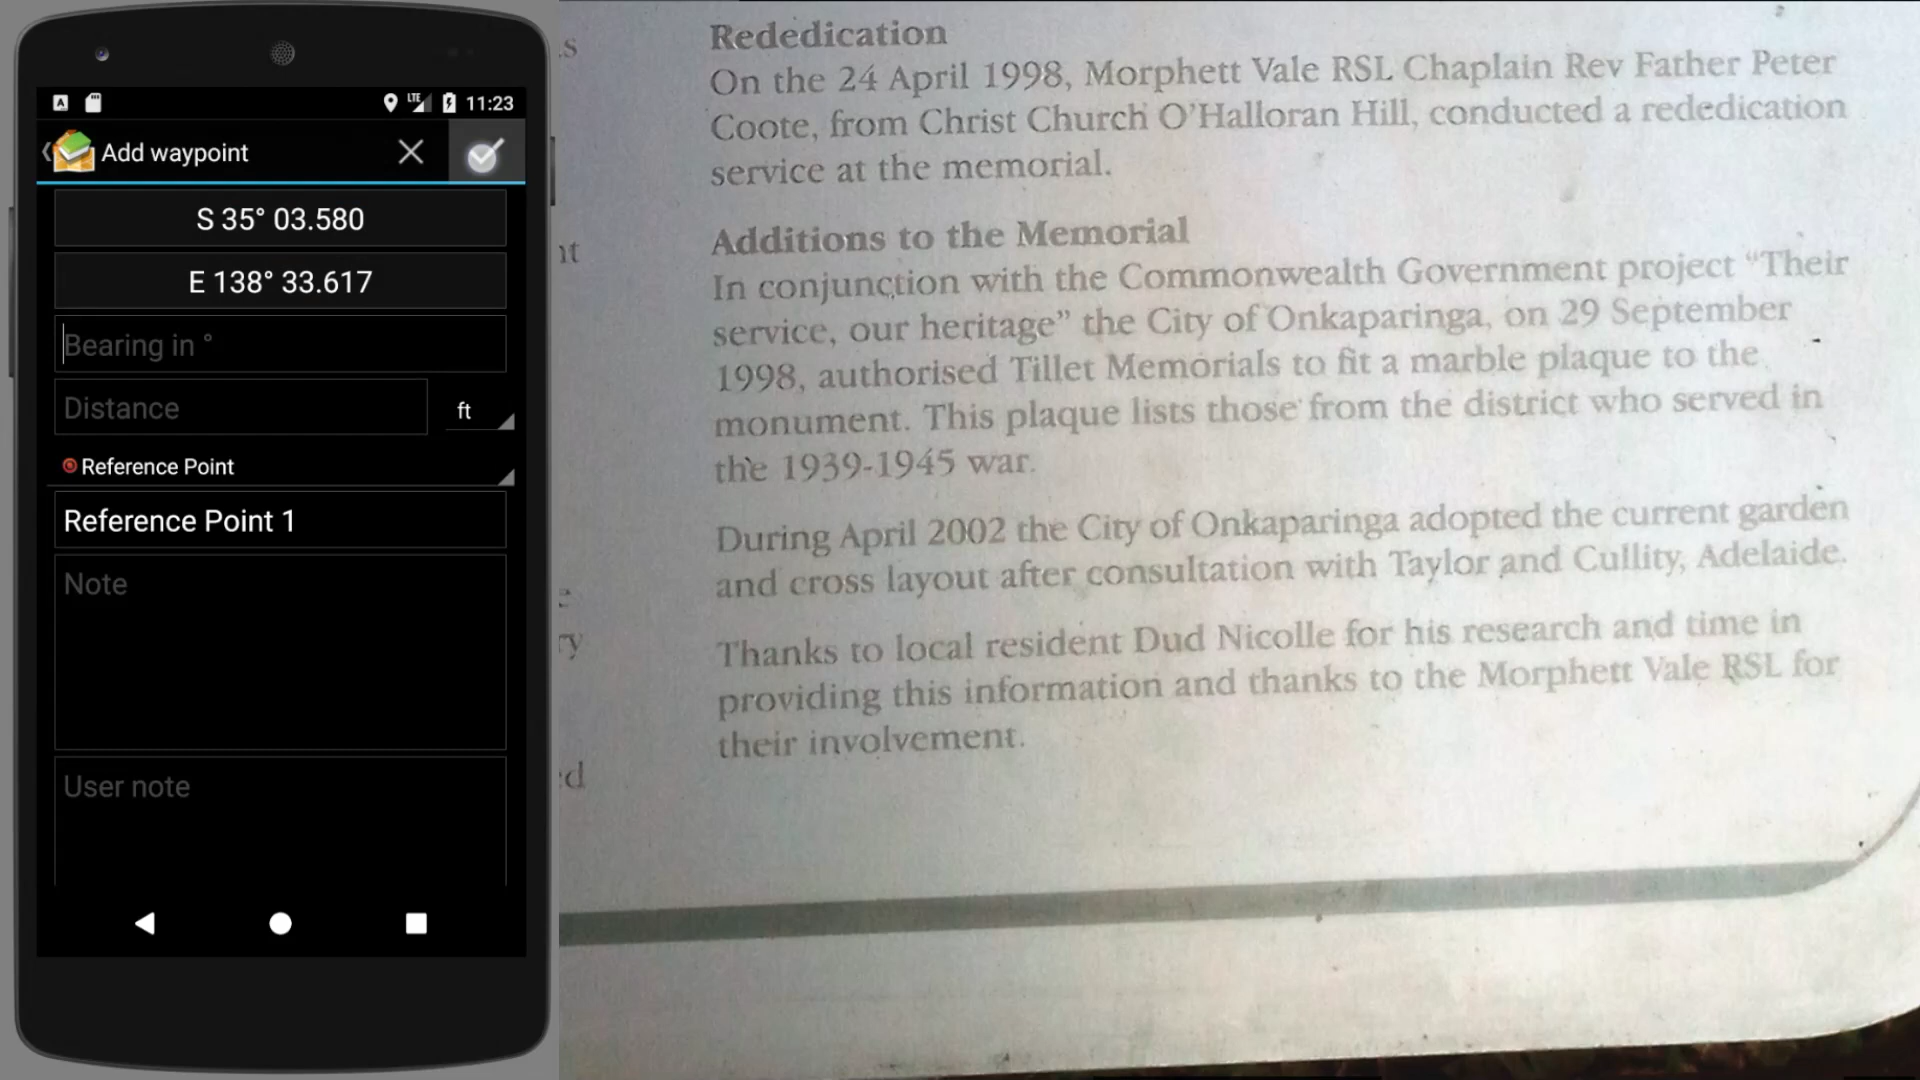 11:23
Add waypoint
S 35° 03.580
E 138° 33.617
Bearing in °
Distance
ft
Reference Point
Reference Point 1
Note
User note
Rededication
On the 24 April 1998, Morphett Vale RSL Chaplain Rev Father Peter
Coote, from Christ Church O'Halloran Hill, conducted a rededication
service at the memorial.
Additions to the Memorial
In conjunction with the Commonwealth Government project “Their
service, our heritage” the City of Onkaparinga, on 29 September
1998, authorised Tillet Memorials to fit a marble plaque to the
monument. This plaque lists those from the district who served in
the 1939-1945 war.
During April 2002 the City of Onkaparinga adopted the current garden
and cross layout after consultation with Taylor and Cullity, Adelaide.
Thanks to local resident Dud Nicolle for his research and time in
providing this information and thanks to the Morphett Vale RSL for
their involvement.